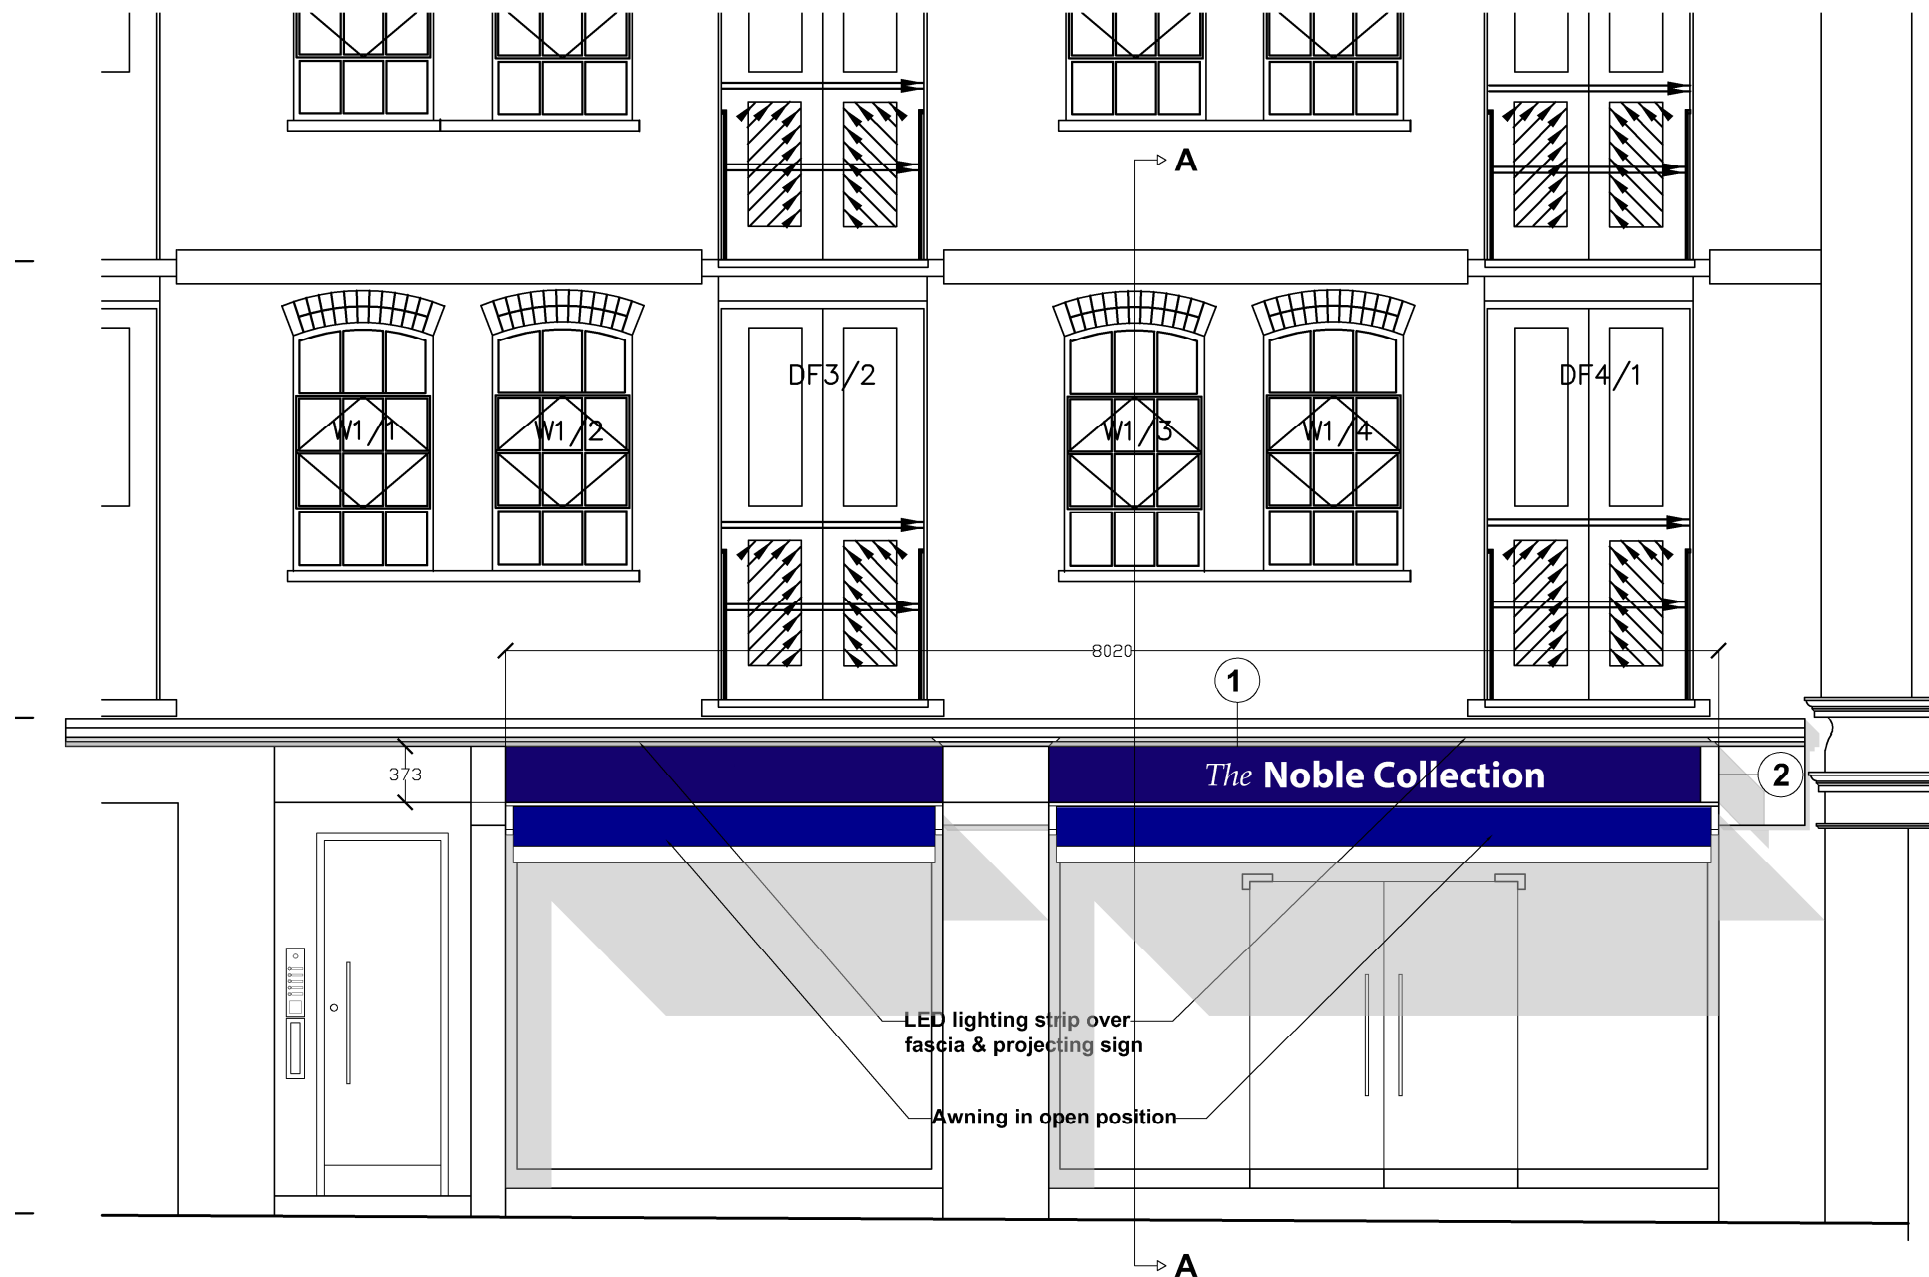 A
DF3/2
DF4/1
W1/1
W1/2
W1/3
W1/4
8020
1
373
The Noble Collection
2
LED lighting strip over
fascia & projecting sign
Awning in open position
A